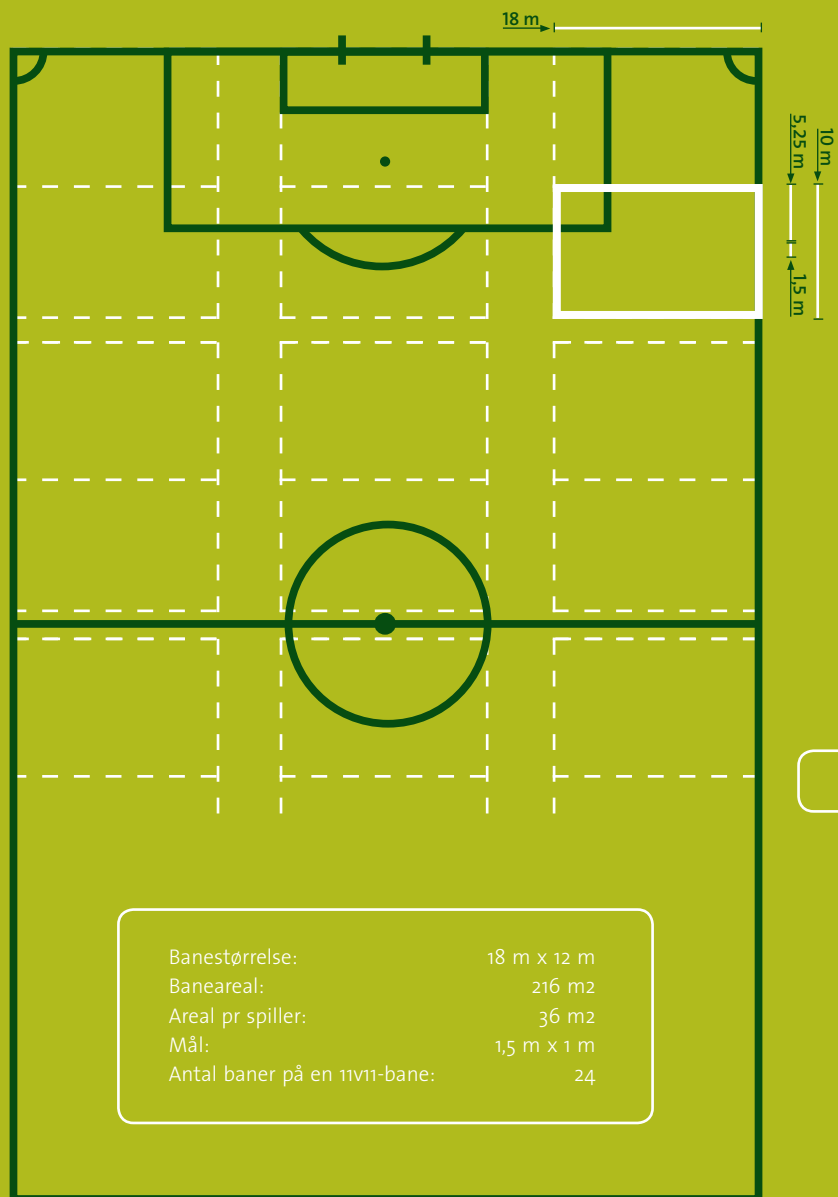 18 m
10 m
5,25 m
1,5 m
Banestørrelse: 18 m x 12 m
Baneareal: 216 m2
Areal pr spiller: 36 m2
Mål: 1,5 m x 1 m
Antal baner på en 11v11-bane: 24